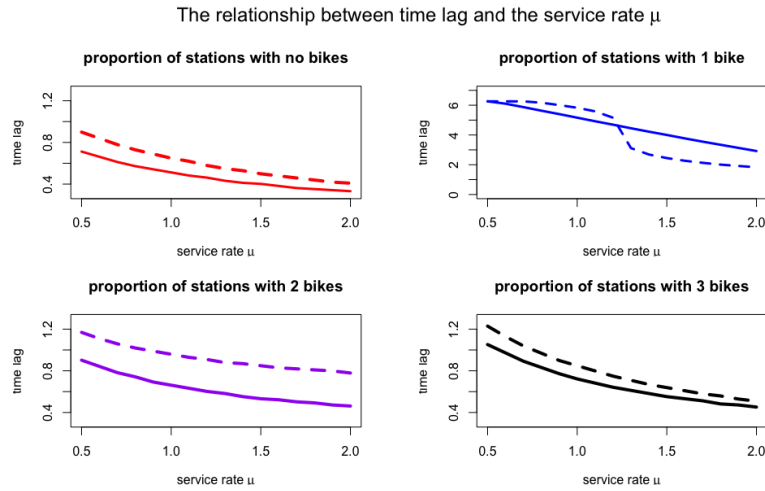 The relationship between time lag and the service rate μ
proportion of stations with no bikes
time lag
1.2
0.8
0.4
0.5 1.0 1.5 2.0
service rate μ
proportion of stations with 1 bike
time lag
6
4
2
0
0.5 1.0 1.5 2.0
service rate μ
proportion of stations with 2 bikes
time lag
1.2
0.8
0.4
0.5 1.0 1.5 2.0
service rate μ
proportion of stations with 3 bikes
time lag
1.2
0.8
0.4
0.5 1.0 1.5 2.0
service rate μ